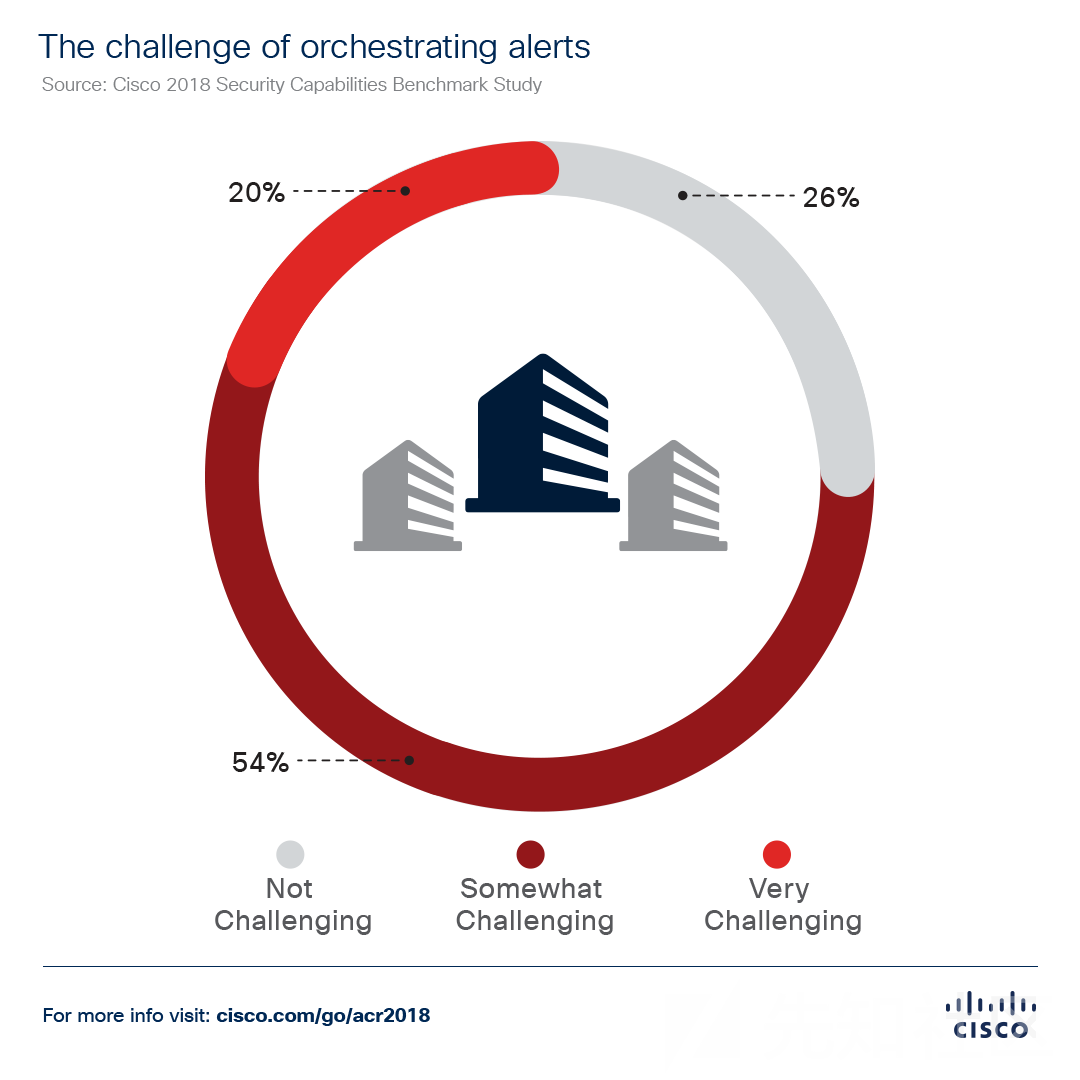 The challenge of orchestrating alerts
Source: Cisco 2018 Security Capabilities Benchmark Study
20%
26%
54%
Not
Challenging
Somewhat
Challenging
Very
Challenging
For more info visit: cisco.com/go/acr2018
CISCO